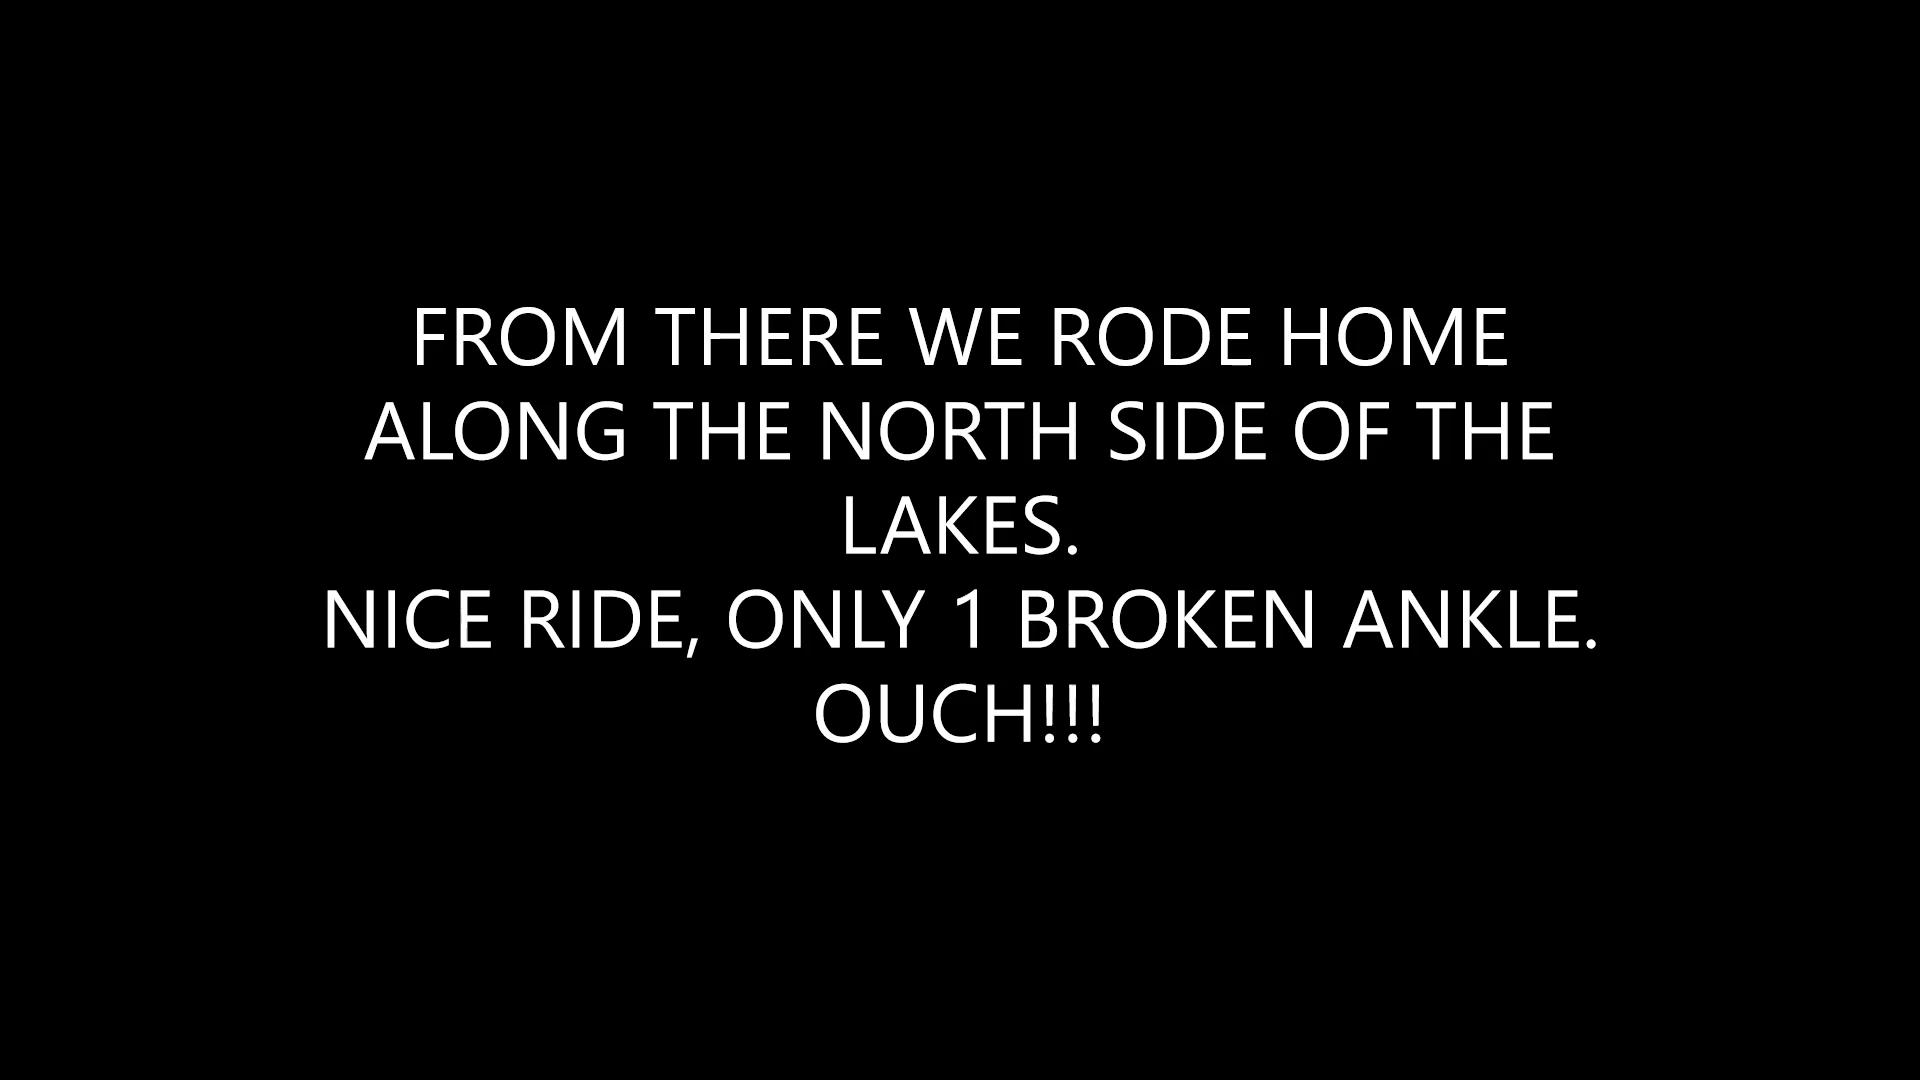 FROM THERE WE RODE HOME
ALONG THE NORTH SIDE OF THE
LAKES.
NICE RIDE, ONLY 1 BROKEN ANKLE.
OUCH!!!